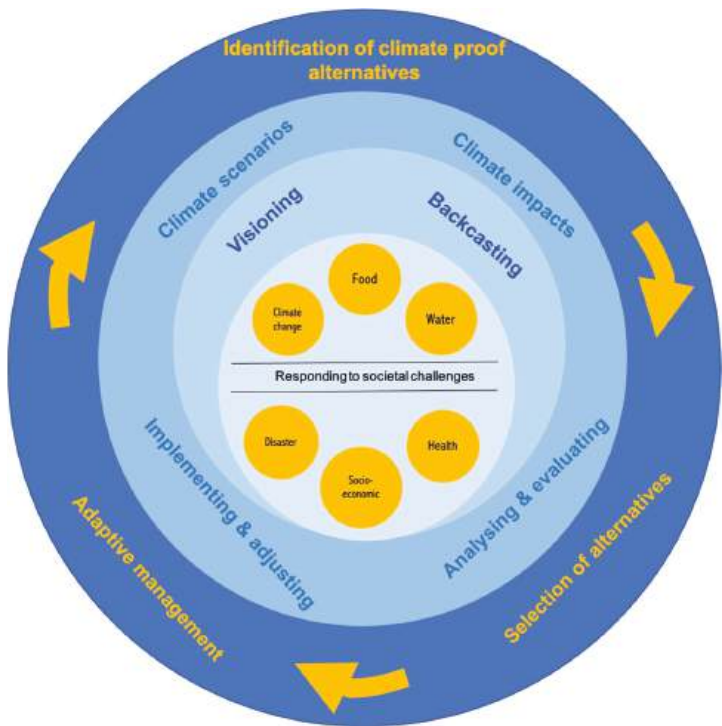 Identification of climate proof
alternatives
Climate scenarios
Climate impacts
Visioning
Backcasting
Food
Climate
change
Water
Responding to societal challenges
Disaster
Health
Socio-
economic
Implementing & adjusting
Analysing & evaluating
Adaptive management
Selection of alternatives